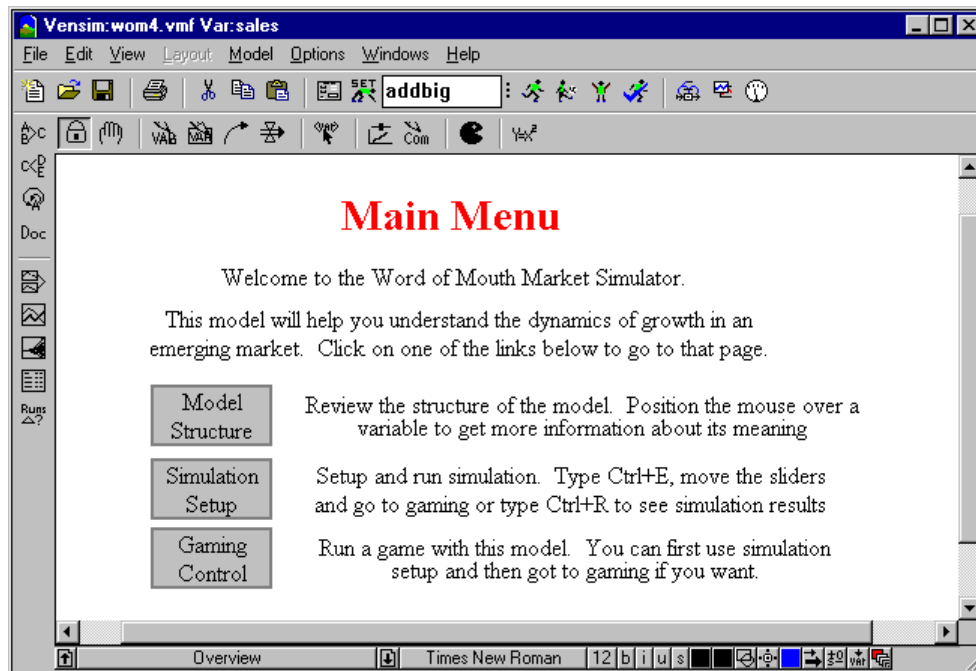 Vensim:wom4.vmf Var:sales
File Edit View Layout Model Options Windows Help
SET addbig
VAB VAR VAR Com Y=X²
A B>C
C<D E
Doc
Runs △?
Main Menu
Welcome to the Word of Mouth Market Simulator.
This model will help you understand the dynamics of growth in an
emerging market. Click on one of the links below to go to that page.
Model
Structure
Review the structure of the model. Position the mouse over a
variable to get more information about its meaning
Simulation
Setup
Setup and run simulation. Type Ctrl+E, move the sliders
and go to gaming or type Ctrl+R to see simulation results
Gaming
Control
Run a game with this model. You can first use simulation
setup and then got to gaming if you want.
Overview Times New Roman 12 b i u s